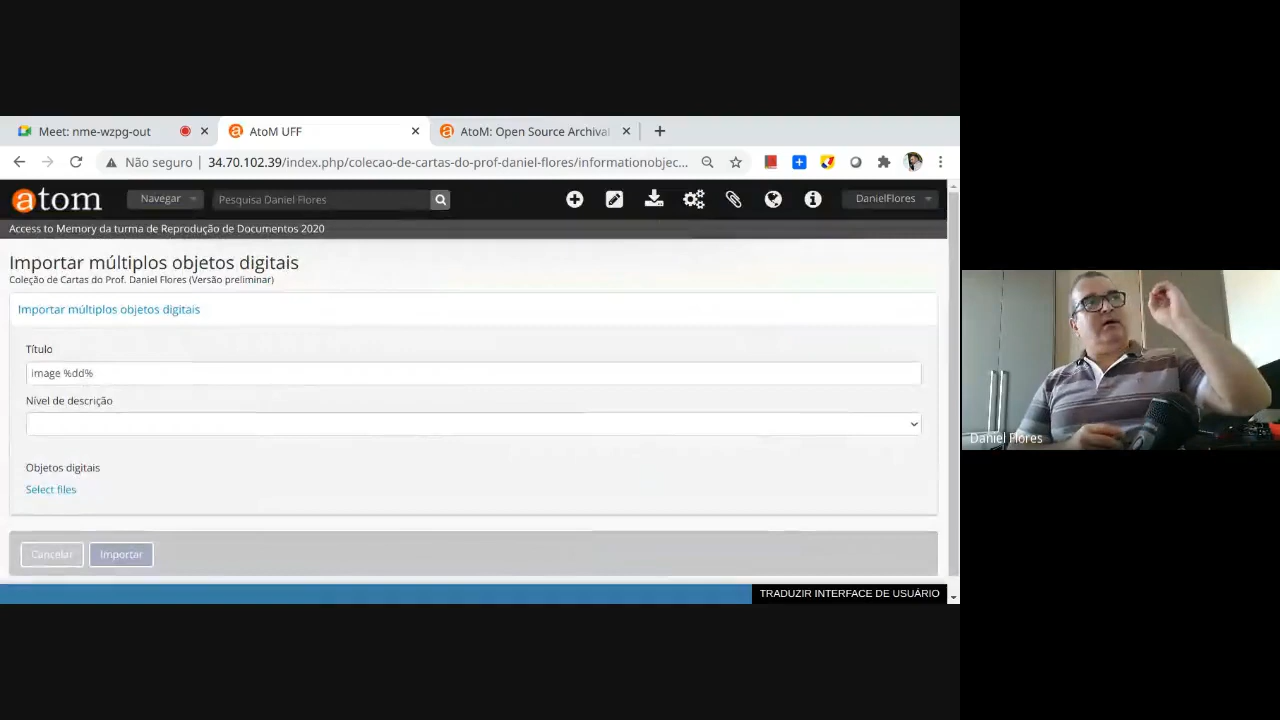 Meet: nme-wzpg-out
AtoM UFF
AtoM: Open Source Archival
Não seguro
34.70.102.39/index.php/colecao-de-cartas-do-prof-daniel-flores/informationobjec...
atom
Navegar
Pesquisa Daniel Flores
DanielFlores
Access to Memory da turma de Reprodução de Documentos 2020
Importar múltiplos objetos digitais
Coleção de Cartas do Prof. Daniel Flores (Versão preliminar)
Importar múltiplos objetos digitais
Título
image %dd%
Nível de descrição
Objetos digitais
Select files
Cancelar
Importar
TRADUZIR INTERFACE DE USUÁRIO
Daniel Flores